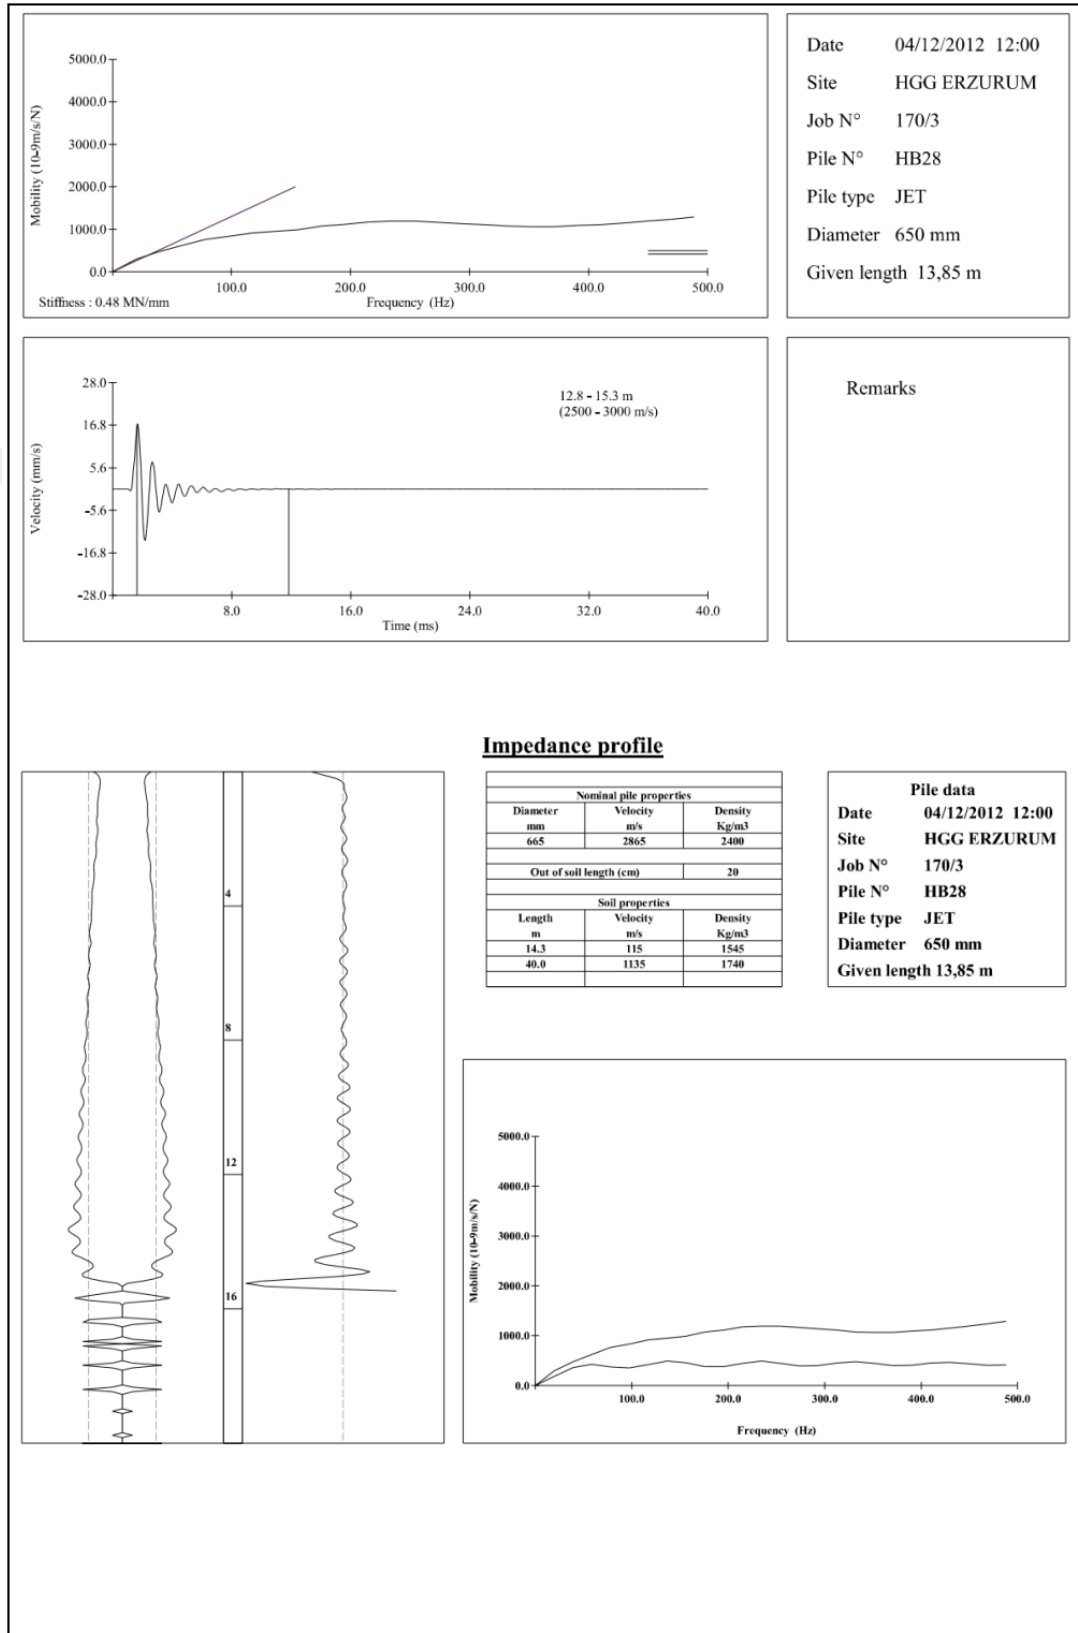 5000.0
4000.0
3000.0
2000.0
1000.0
0.0
Mobility (10-9m/s/N)
100.0 200.0 300.0 400.0 500.0
Stiffness : 0.48 MN/mm
Frequency (Hz)
Date 04/12/2012 12:00
Site HGG ERZURUM
Job N° 170/3
Pile N° HB28
Pile type JET
Diameter 650 mm
Given length 13,85 m
28.0
16.8
5.6
-5.6
-16.8
-28.0
Velocity (mm/s)
12.8 - 15.3 m
(2500 - 3000 m/s)
8.0 16.0 24.0 32.0 40.0
Time (ms)
Remarks
Impedance profile
4
8
12
16
Nominal pile properties
Diameter Velocity Density
mm m/s Kg/m3
665 2865 2400
Out of soil length (cm) 20
Soil properties
Length Velocity Density
m m/s Kg/m3
14.3 115 1545
40.0 1135 1740
Pile data
Date 04/12/2012 12:00
Site HGG ERZURUM
Job N° 170/3
Pile N° HB28
Pile type JET
Diameter 650 mm
Given length 13,85 m
5000.0
4000.0
3000.0
2000.0
1000.0
0.0
Mobility (10-9m/s/N)
100.0 200.0 300.0 400.0 500.0
Frequency (Hz)